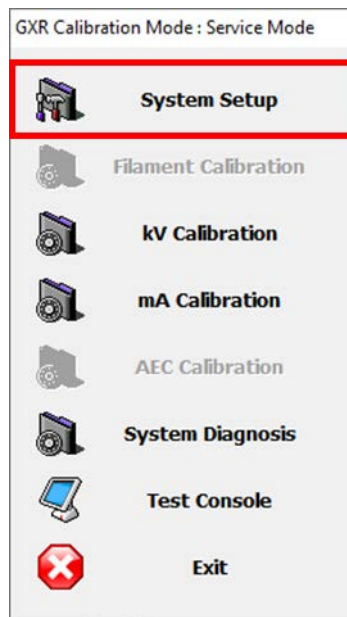 GXR Calibration Mode : Service Mode
System Setup
Filament Calibration
kV Calibration
mA Calibration
AEC Calibration
System Diagnosis
Test Console
Exit